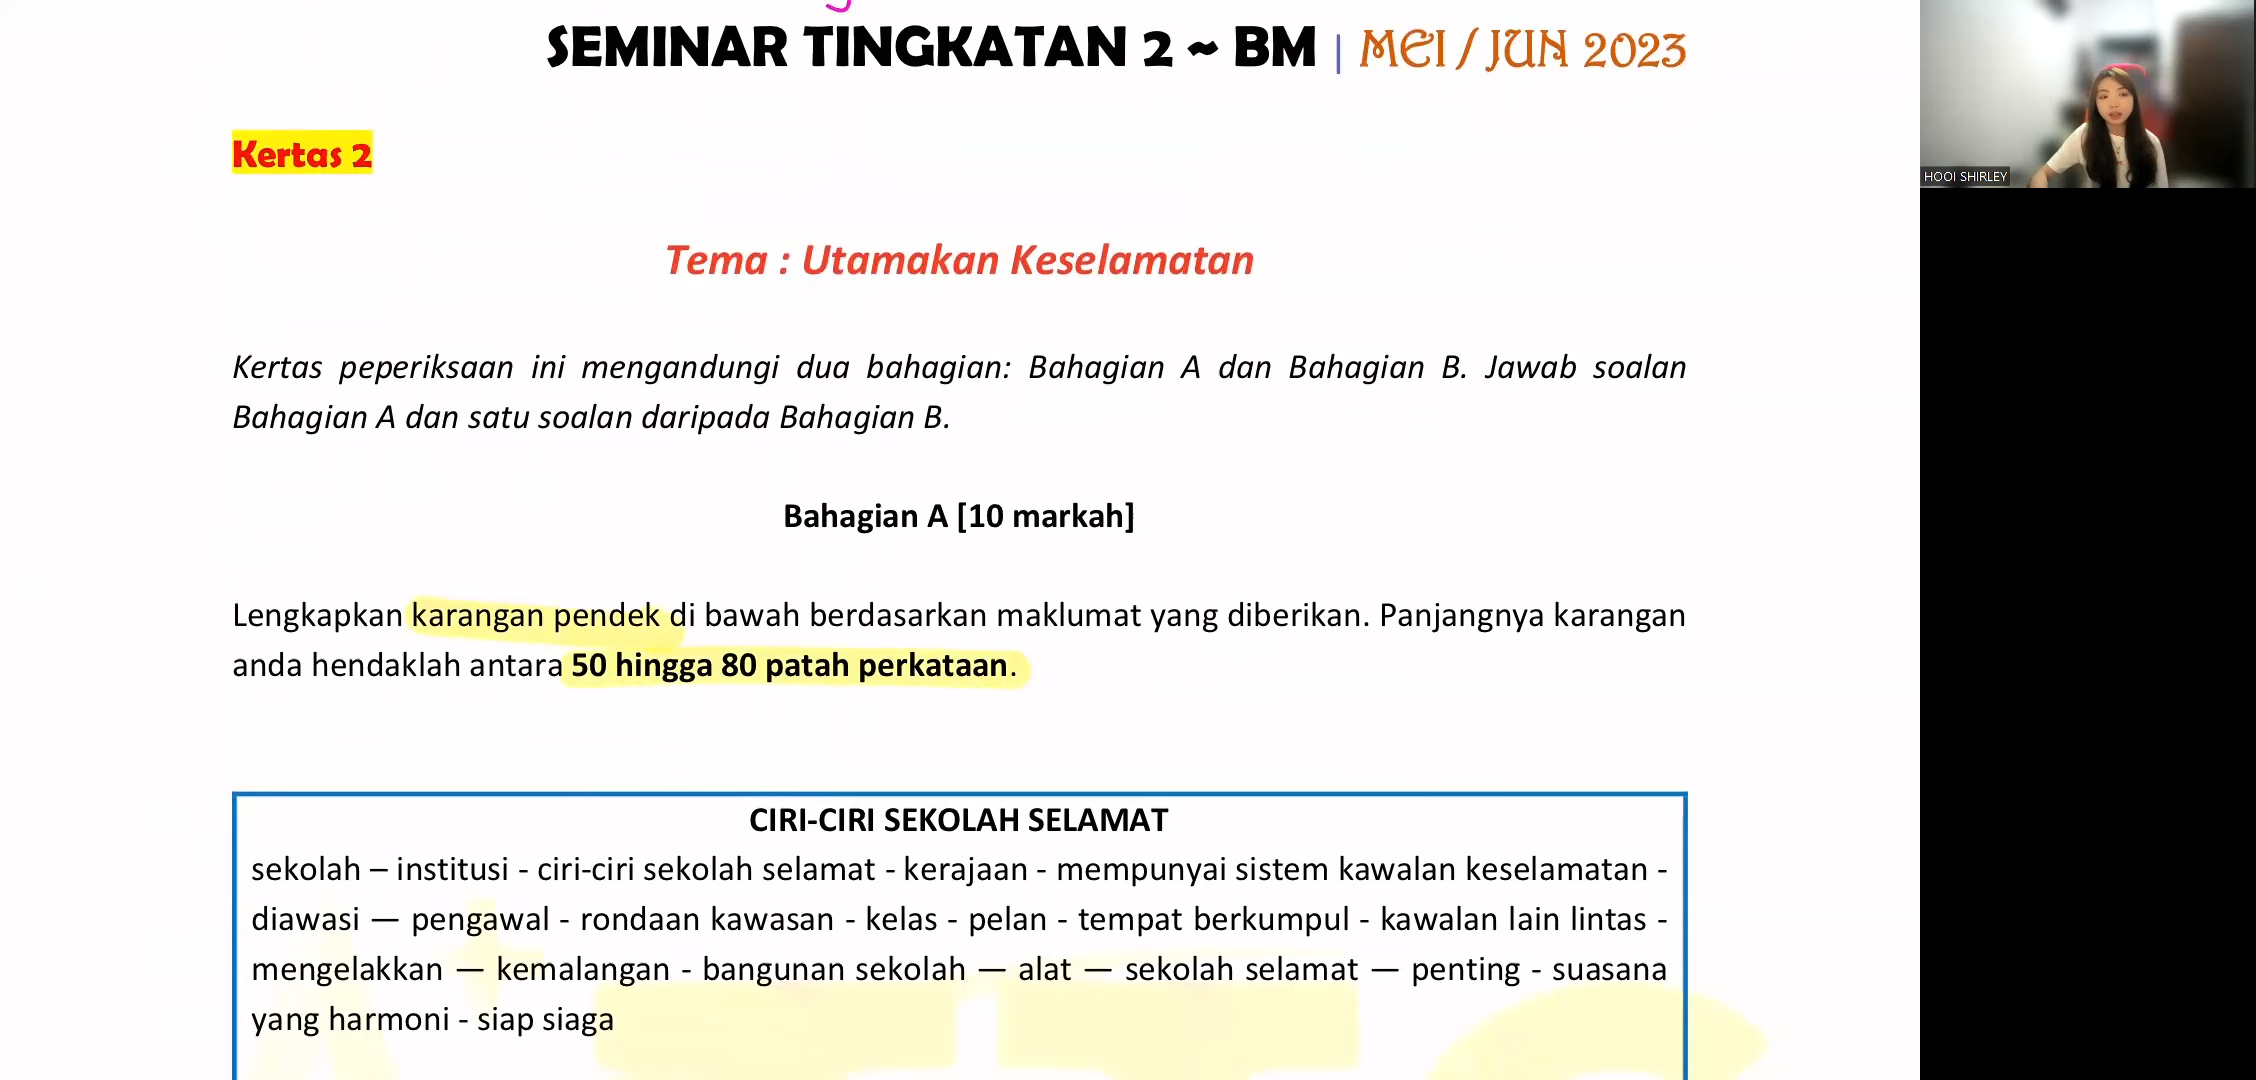 SEMINAR TINGKATAN 2 ~ BM | MEI / JUN 2023
HOOI SHIRLEY
Kertas 2
Tema : Utamakan Keselamatan
Kertas peperiksaan ini mengandungi dua bahagian: Bahagian A dan Bahagian B. Jawab soalan
Bahagian A dan satu soalan daripada Bahagian B.
Bahagian A [10 markah]
Lengkapkan karangan pendek di bawah berdasarkan maklumat yang diberikan. Panjangnya karangan
anda hendaklah antara 50 hingga 80 patah perkataan.
CIRI-CIRI SEKOLAH SELAMAT
sekolah – institusi - ciri-ciri sekolah selamat - kerajaan - mempunyai sistem kawalan keselamatan -
diawasi — pengawal - rondaan kawasan - kelas - pelan - tempat berkumpul - kawalan lain lintas -
mengelakkan — kemalangan - bangunan sekolah — alat — sekolah selamat — penting - suasana
yang harmoni - siap siaga